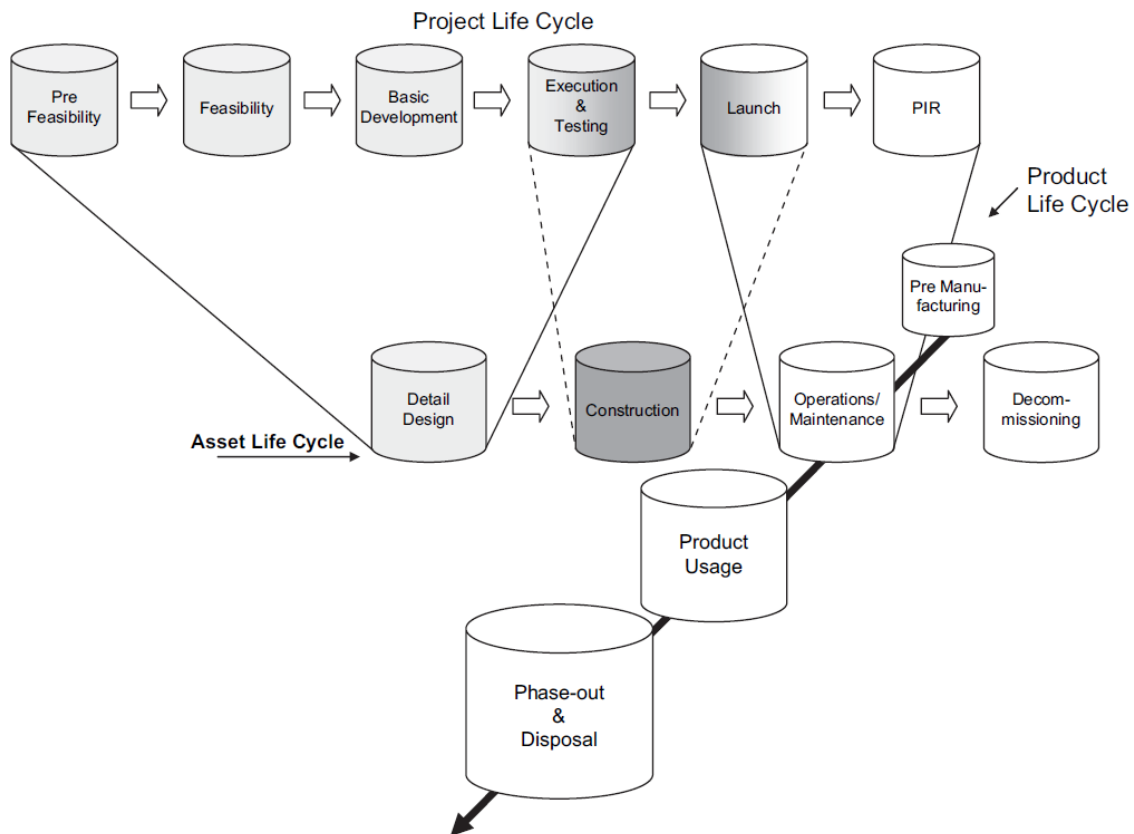 Project Life Cycle
Pre
Feasibility
Feasibility
Basic
Development
Execution
&
Testing
Launch
PIR
Product
Life Cycle
Pre Manu-
facturing
Detail
Design
Construction
Operations/
Maintenance
Decom-
missioning
Asset Life Cycle
Product
Usage
Phase-out
&
Disposal